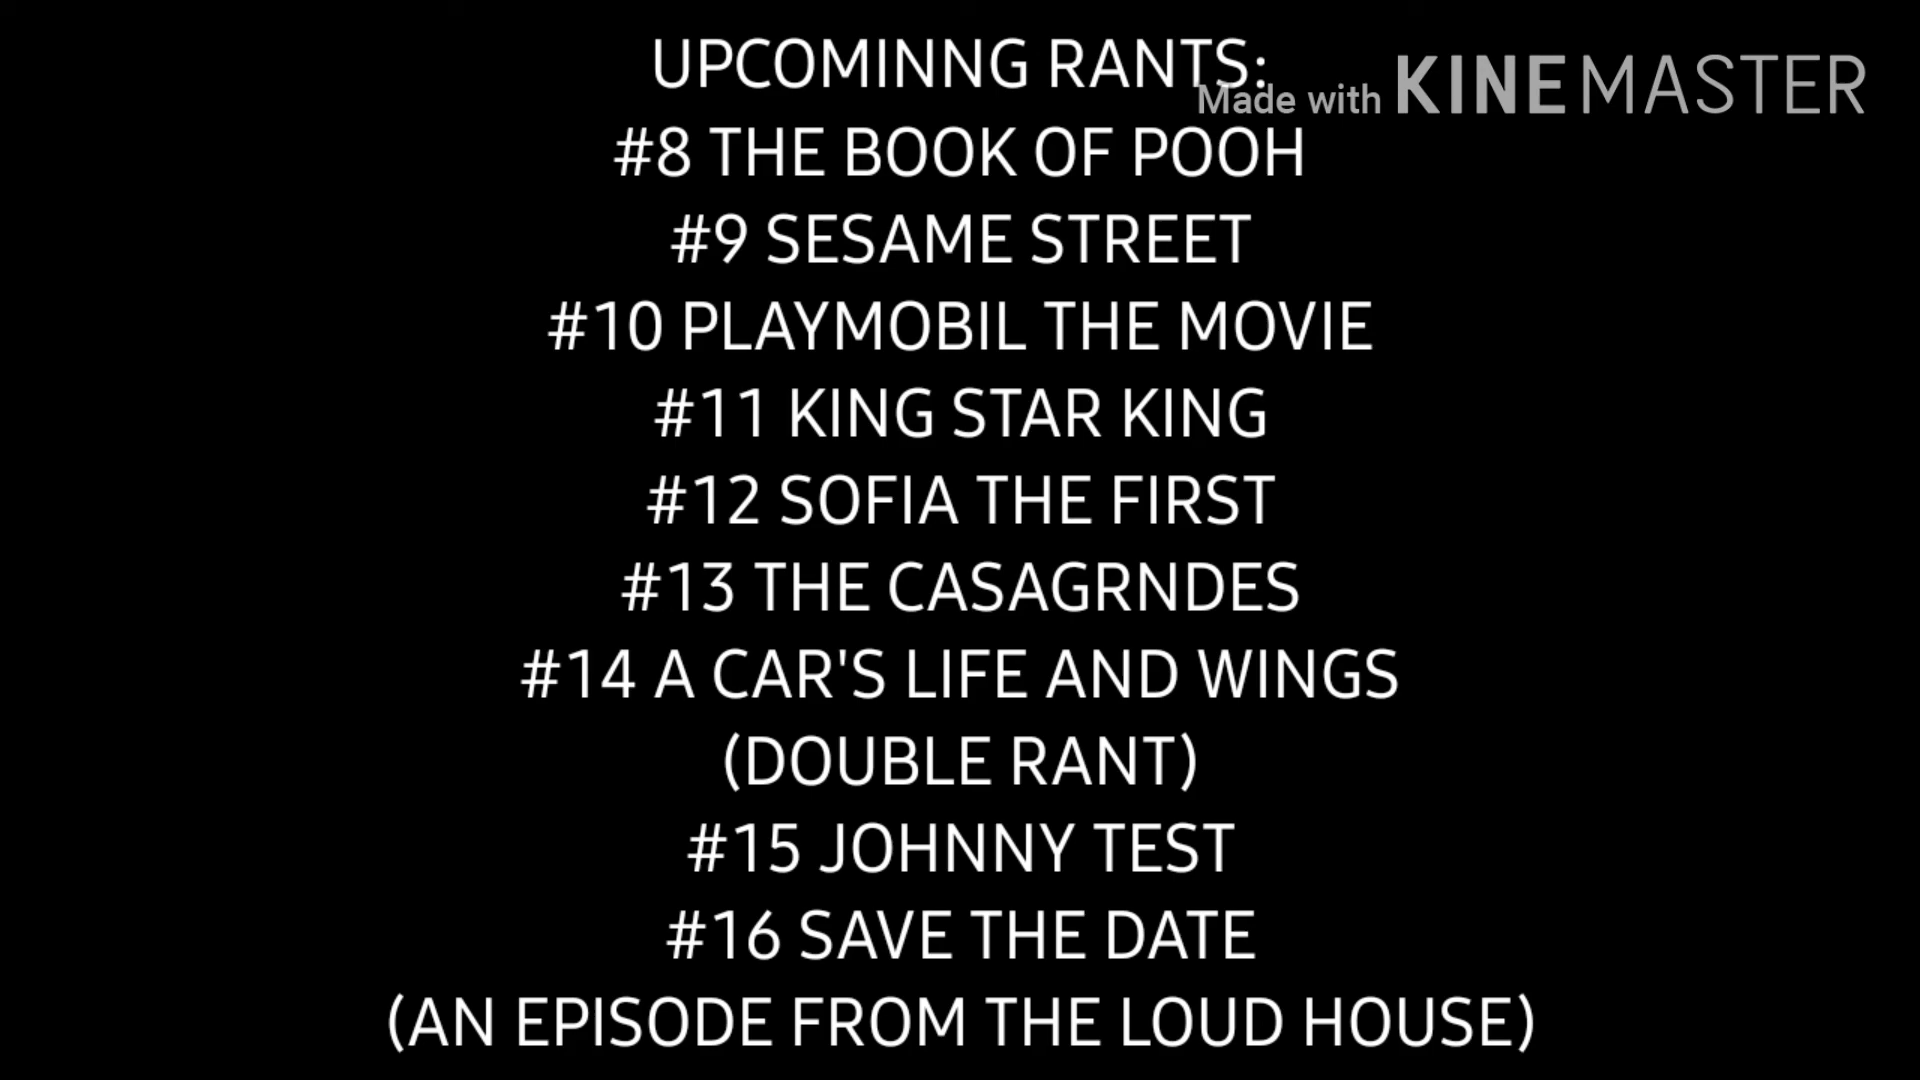 UPCOMINNG RANTS:
Made with KINEMASTER
#8 THE BOOK OF POOH
#9 SESAME STREET
#10 PLAYMOBIL THE MOVIE
#11 KING STAR KING
#12 SOFIA THE FIRST
#13 THE CASAGRNDES
#14 A CAR'S LIFE AND WINGS
(DOUBLE RANT)
#15 JOHNNY TEST
#16 SAVE THE DATE
(AN EPISODE FROM THE LOUD HOUSE)